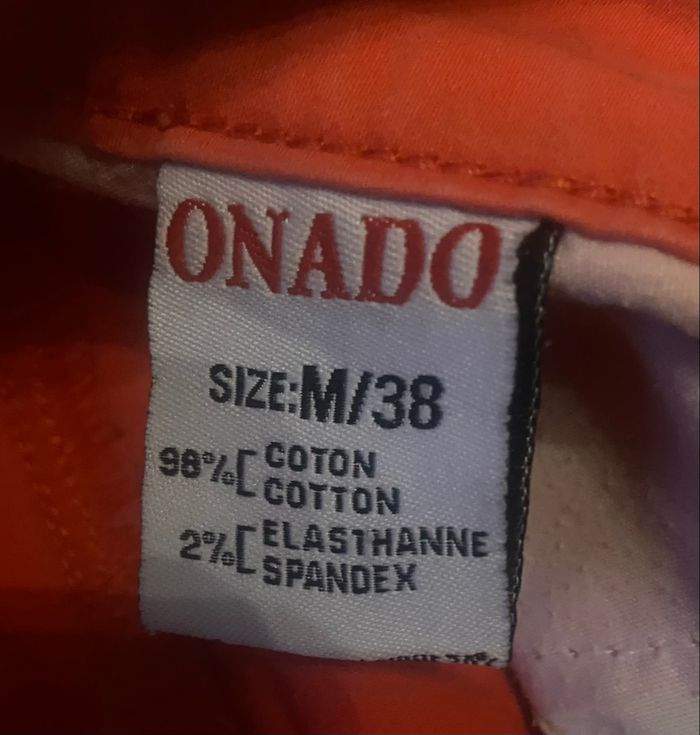 ONADO
SIZE:M/38
98%[ COTON
COTTON
2%[ ELASTHANNE
SPANDEX